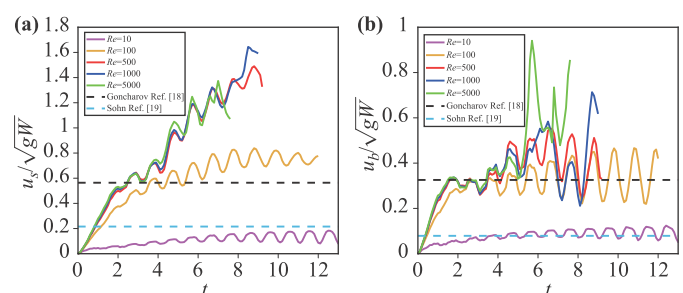 (a)
u_s/√gW
1.8
1.6
1.4
1.2
1
0.8
0.6
0.4
0.2
0
Re=10
Re=100
Re=500
Re=1000
Re=5000
Goncharov Ref. [18]
Sohn Ref. [19]
0 2 4 6 8 10 12
t
(b)
u_b/√gW
1
0.8
0.6
0.4
0.2
0
Re=10
Re=100
Re=500
Re=1000
Re=5000
Goncharov Ref. [18]
Sohn Ref. [19]
0 2 4 6 8 10 12 13
t